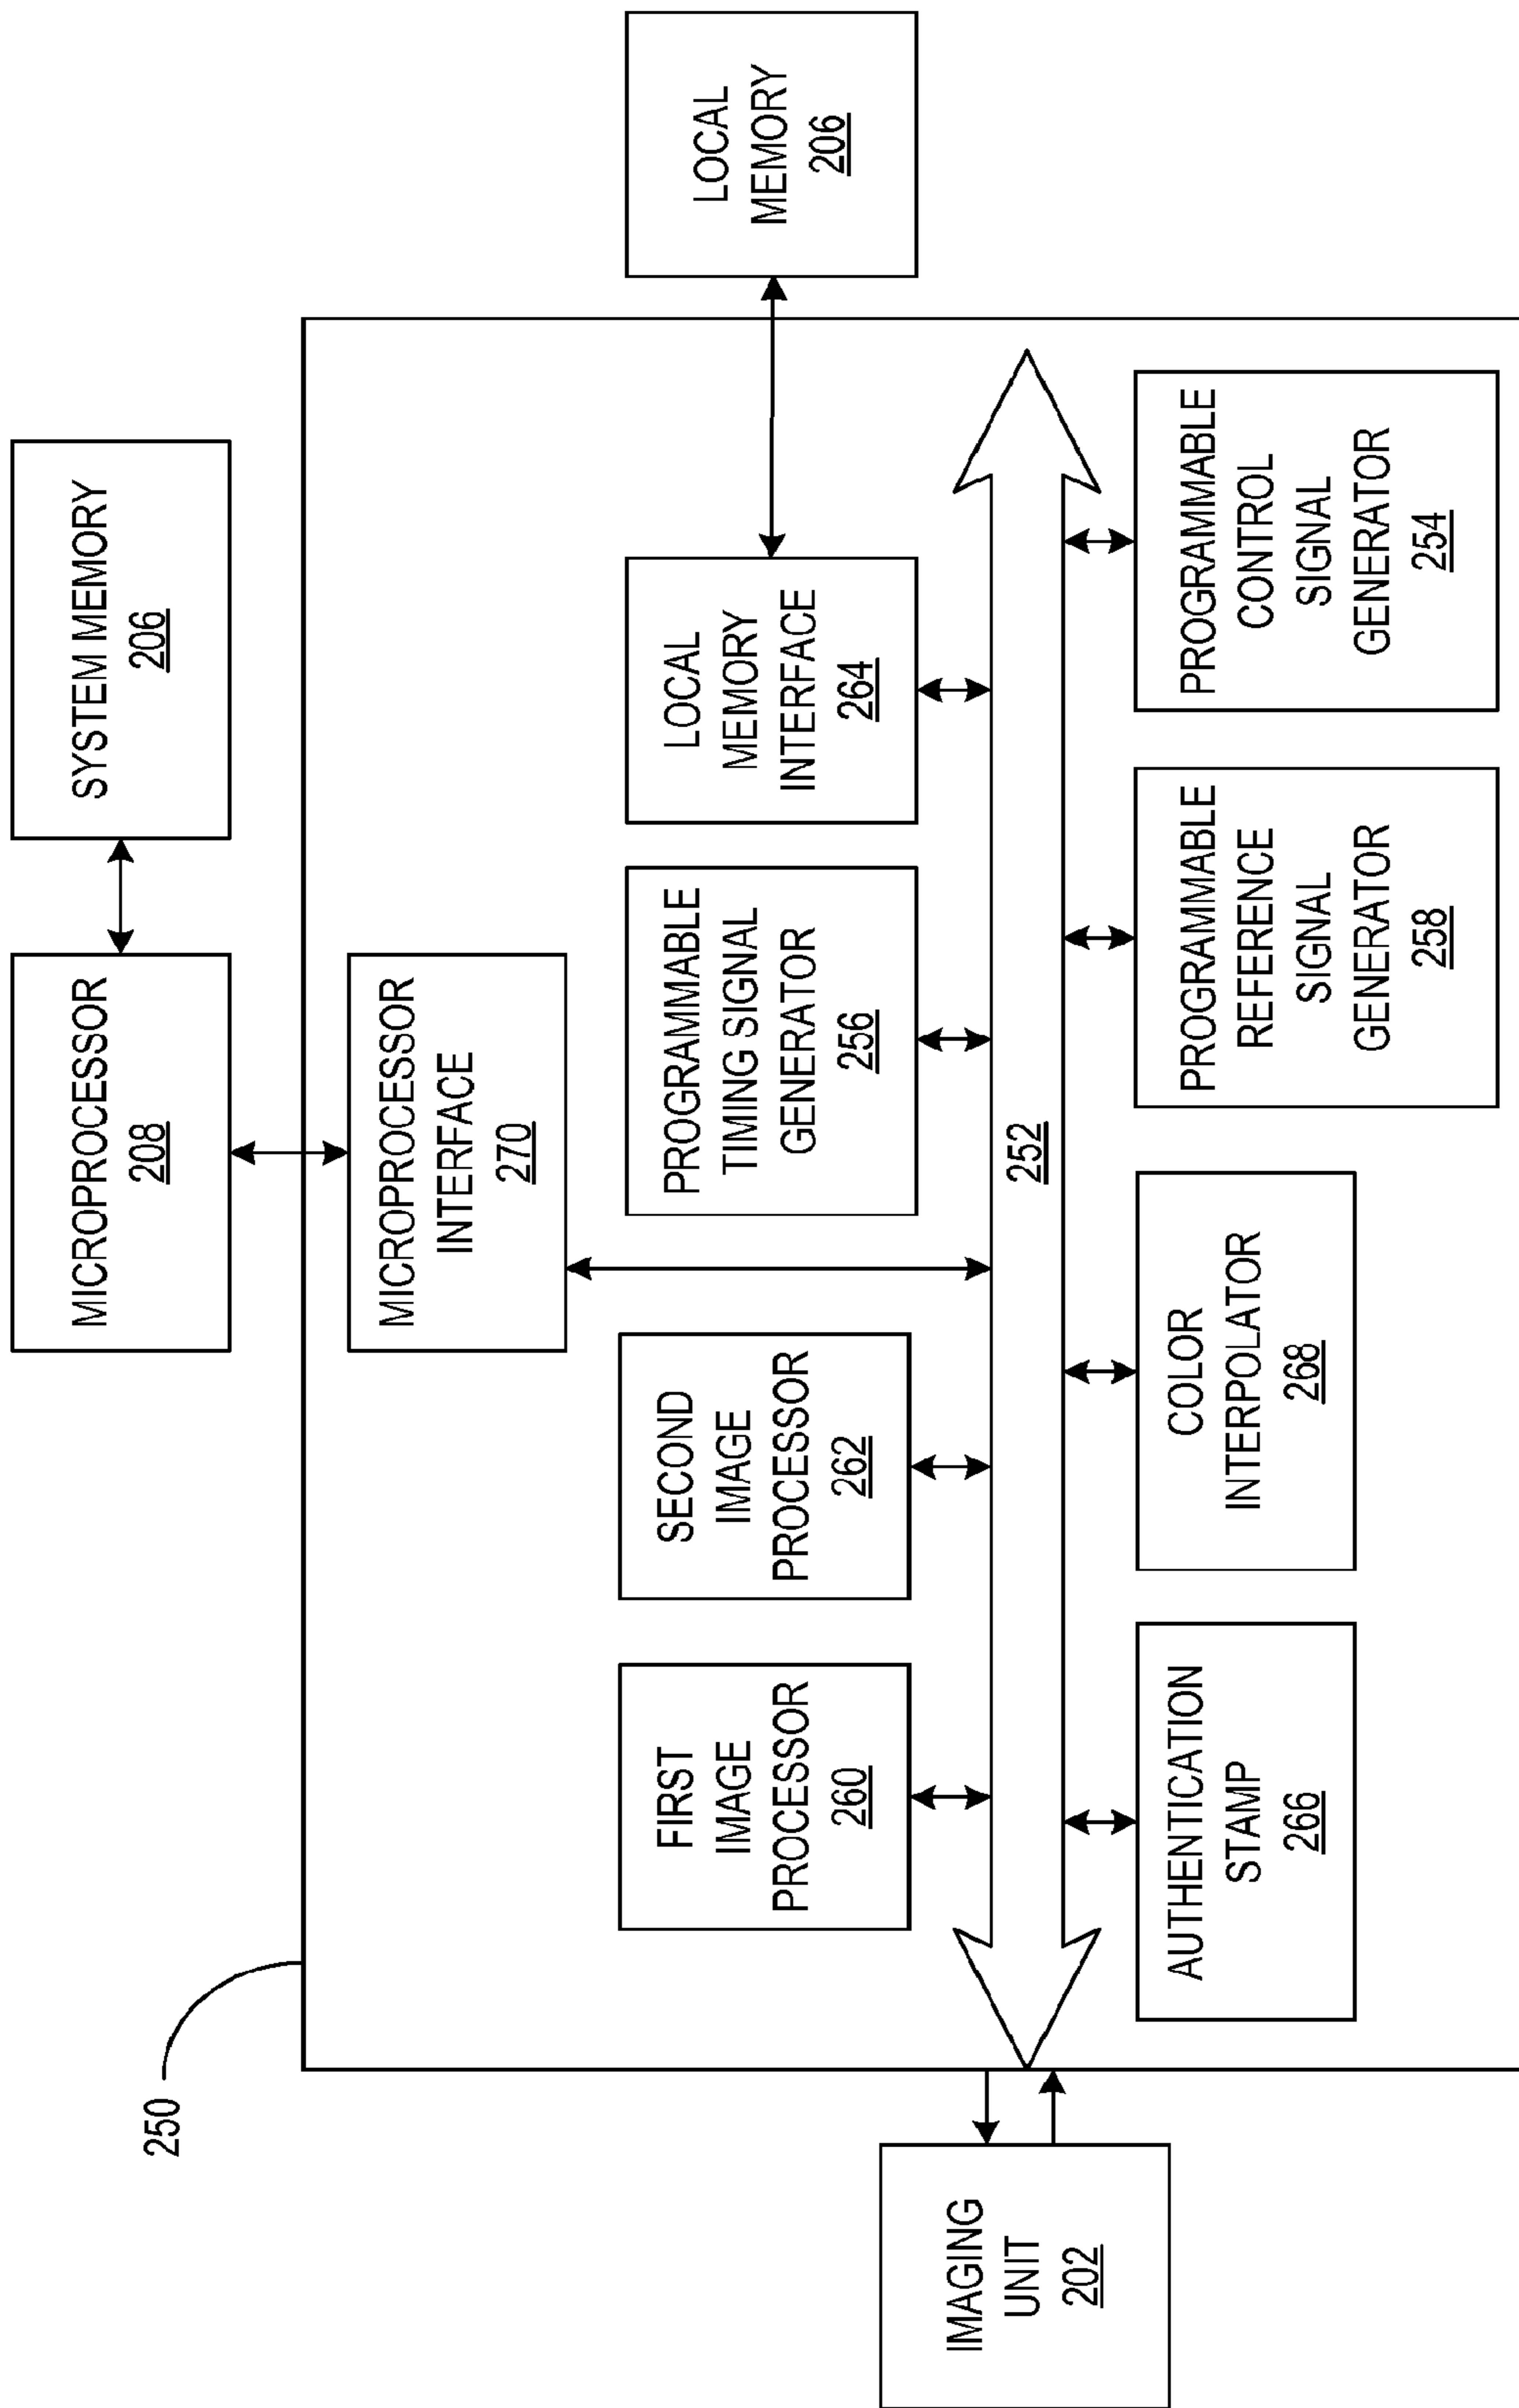 MICROPROCESSOR
208
SYSTEM MEMORY
206
250
MICROPROCESSOR
INTERFACE
270
FIRST
IMAGE
PROCESSOR
260
SECOND
IMAGE
PROCESSOR
262
PROGRAMMABLE
TIMING SIGNAL
GENERATOR
256
LOCAL
MEMORY
INTERFACE
264
LOCAL
MEMORY
206
IMAGING
UNIT
202
252
AUTHENTICATION
STAMP
266
COLOR
INTERPOLATOR
268
PROGRAMMABLE
REFERENCE
SIGNAL
GENERATOR
258
PROGRAMMABLE
CONTROL
SIGNAL
GENERATOR
254